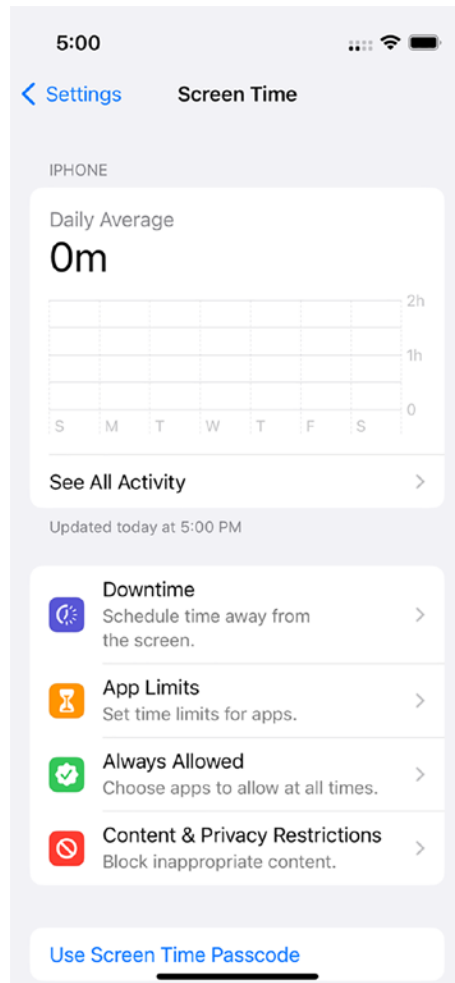 5:00
Settings
Screen Time
IPHONE
Daily Average
0m
2h
1h
0
S M T W T F S
See All Activity
Updated today at 5:00 PM
Downtime
Schedule time away from
the screen.
App Limits
Set time limits for apps.
Always Allowed
Choose apps to allow at all times.
Content & Privacy Restrictions
Block inappropriate content.
Use Screen Time Passcode